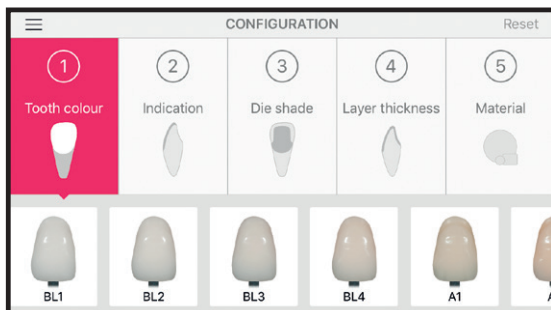 CONFIGURATION Reset
1 2 3 4 5
Tooth colour Indication Die shade Layer thickness Material
BL1 BL2 BL3 BL4 A1